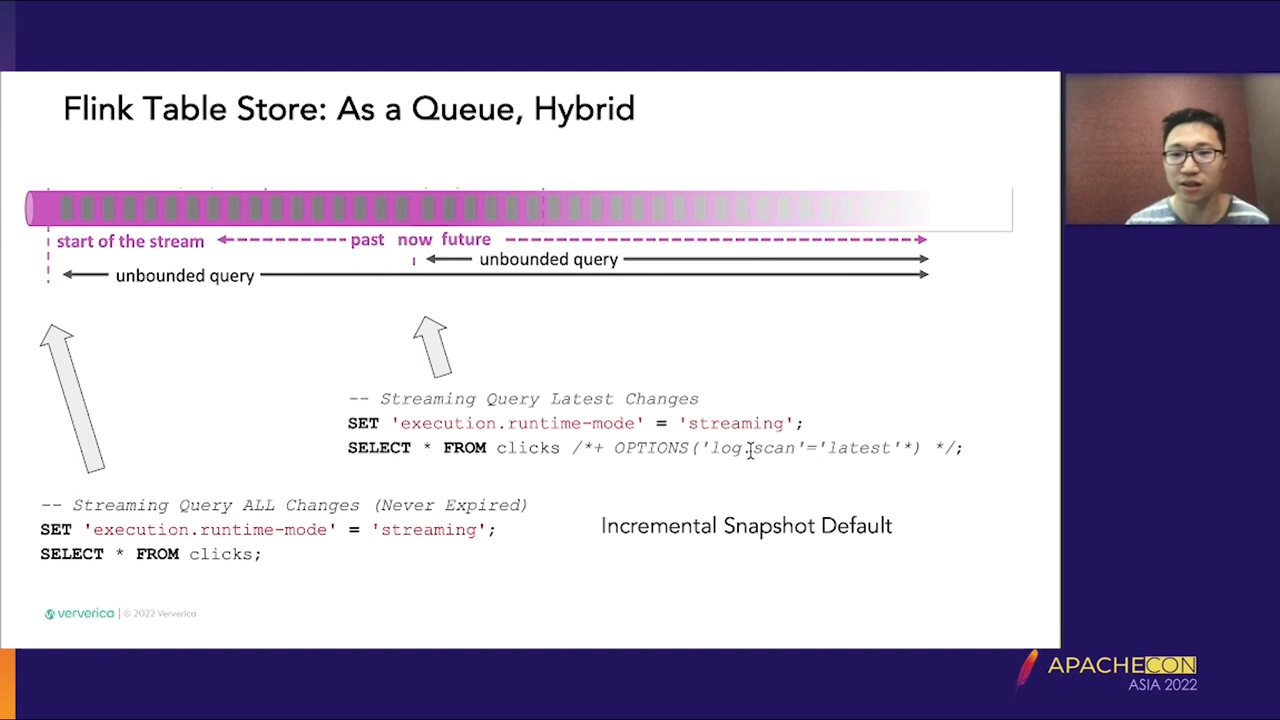 Flink Table Store: As a Queue, Hybrid
start of the stream past now future
unbounded query
unbounded query
-- Streaming Query Latest Changes
SET 'execution.runtime-mode' = 'streaming';
SELECT * FROM clicks /*+ OPTIONS('log.scan'='latest'*) */;
-- Streaming Query ALL Changes (Never Expired)
SET 'execution.runtime-mode' = 'streaming';
SELECT * FROM clicks;
Incremental Snapshot Default
ververica | © 2022 Ververica
APACHECON
ASIA 2022